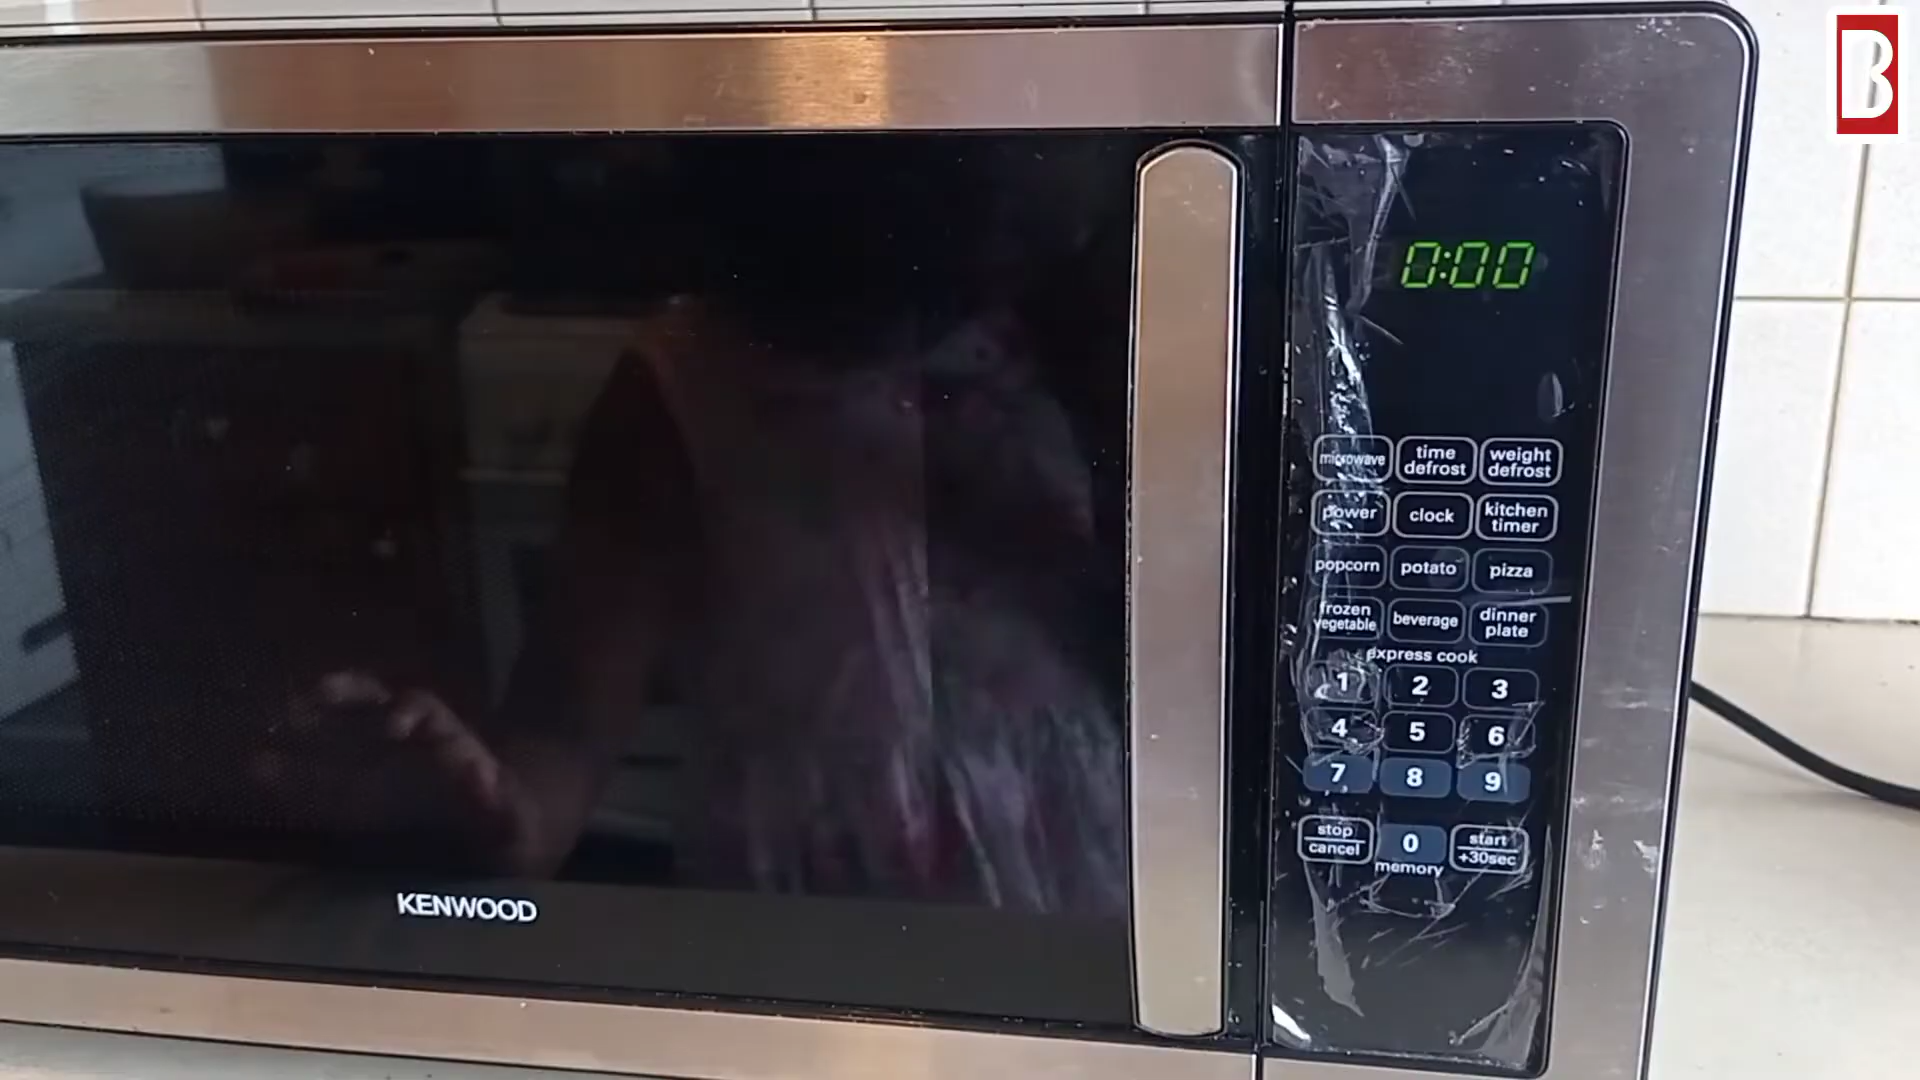 B
0:00
microwave
time defrost
weight defrost
power
clock
kitchen timer
popcorn
potato
pizza
frozen vegetable
beverage
dinner plate
express cook
1 2 3
4 5 6
7 8 9
stop cancel
0
start +30sec
memory
KENWOOD